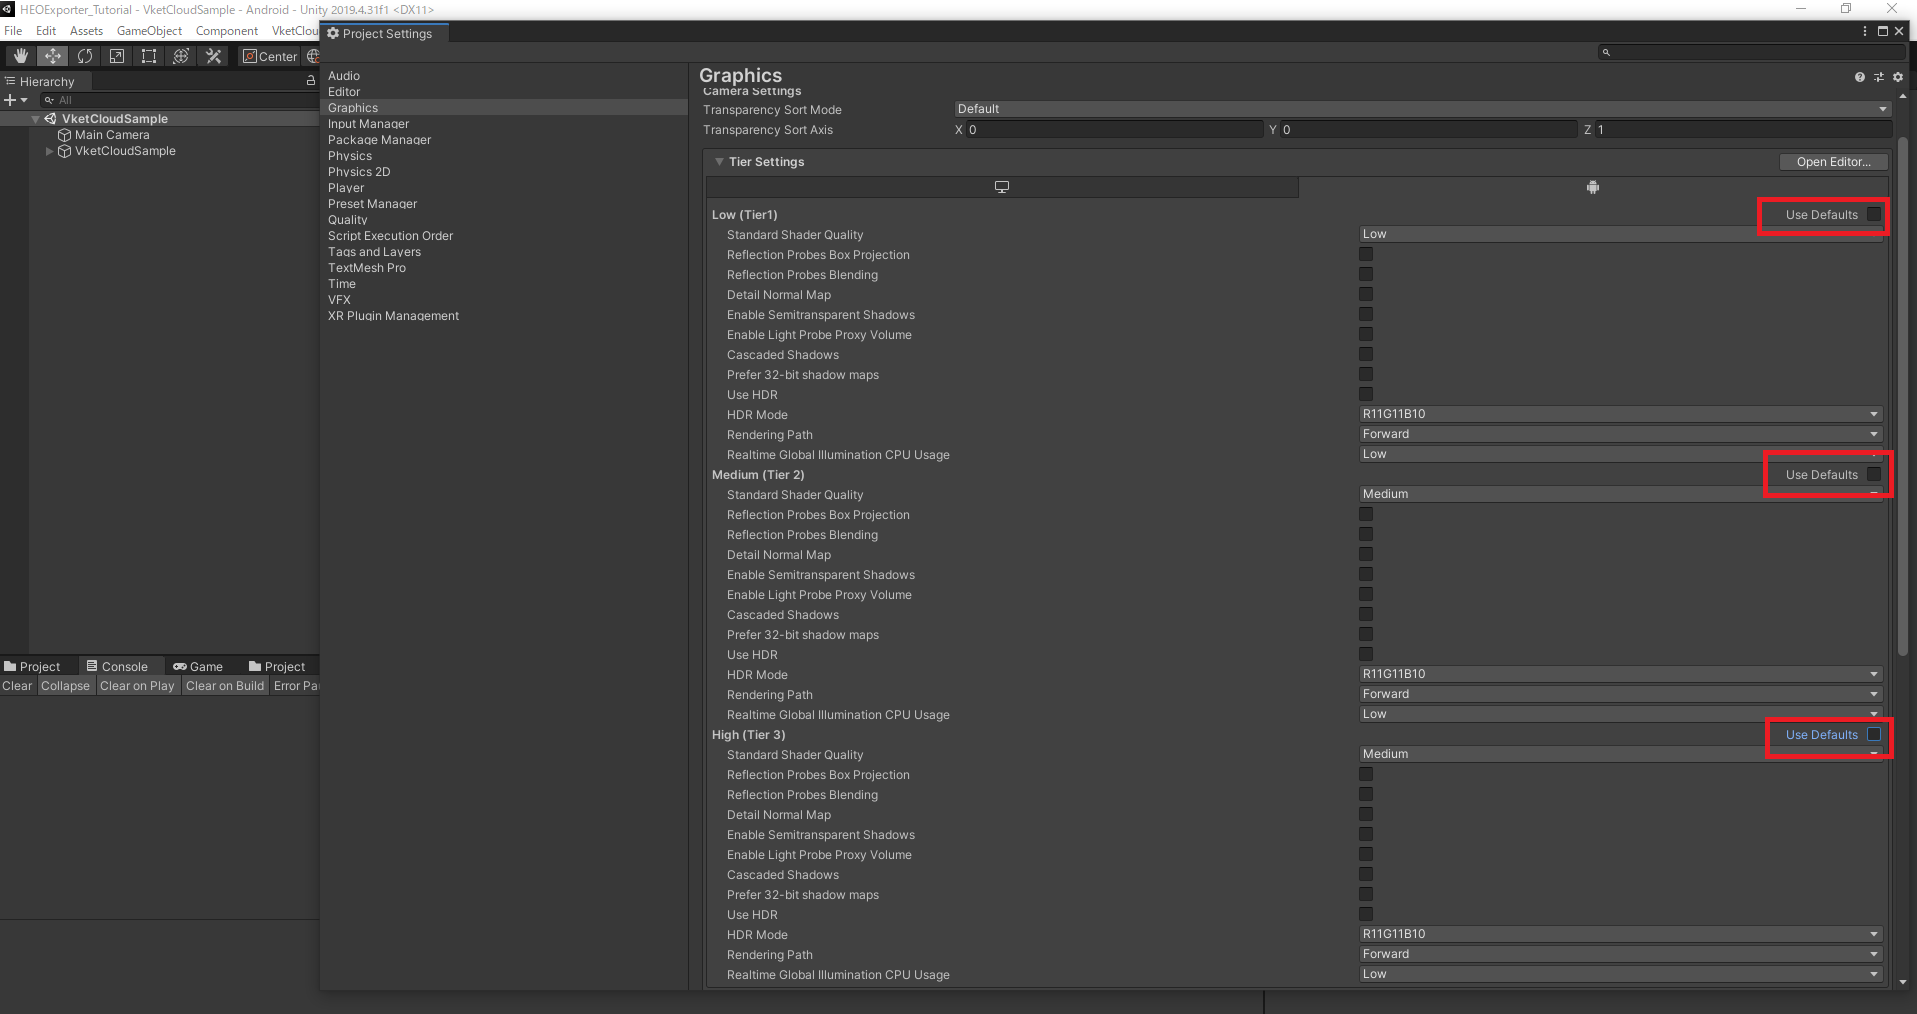 HEOExporter_Tutorial - VketCloudSample - Android - Unity 2019.4.31f1 <DX11>
File Edit Assets GameObject Component VketClou
Project Settings
Center
Hierarchy
All
VketCloudSample
Main Camera
VketCloudSample
Audio
Editor
Graphics
Input Manager
Package Manager
Physics
Physics 2D
Player
Preset Manager
Quality
Script Execution Order
Tags and Layers
TextMesh Pro
Time
VFX
XR Plugin Management
Graphics
Camera Settings
Transparency Sort Mode Default
Transparency Sort Axis X 0 Y 0 Z 1
Tier Settings Open Editor...
Low (Tier1) Use Defaults
Standard Shader Quality Low
Reflection Probes Box Projection
Reflection Probes Blending
Detail Normal Map
Enable Semitransparent Shadows
Enable Light Probe Proxy Volume
Cascaded Shadows
Prefer 32-bit shadow maps
Use HDR
HDR Mode R11G11B10
Rendering Path Forward
Realtime Global Illumination CPU Usage Low
Medium (Tier 2) Use Defaults
Standard Shader Quality Medium
Reflection Probes Box Projection
Reflection Probes Blending
Detail Normal Map
Enable Semitransparent Shadows
Enable Light Probe Proxy Volume
Cascaded Shadows
Prefer 32-bit shadow maps
Use HDR
HDR Mode R11G11B10
Rendering Path Forward
Realtime Global Illumination CPU Usage Low
High (Tier 3) Use Defaults
Standard Shader Quality Medium
Reflection Probes Box Projection
Reflection Probes Blending
Detail Normal Map
Enable Semitransparent Shadows
Enable Light Probe Proxy Volume
Cascaded Shadows
Prefer 32-bit shadow maps
Use HDR
HDR Mode R11G11B10
Rendering Path Forward
Realtime Global Illumination CPU Usage Low
Project Console Game Project
Clear Collapse Clear on Play Clear on Build Error Pa